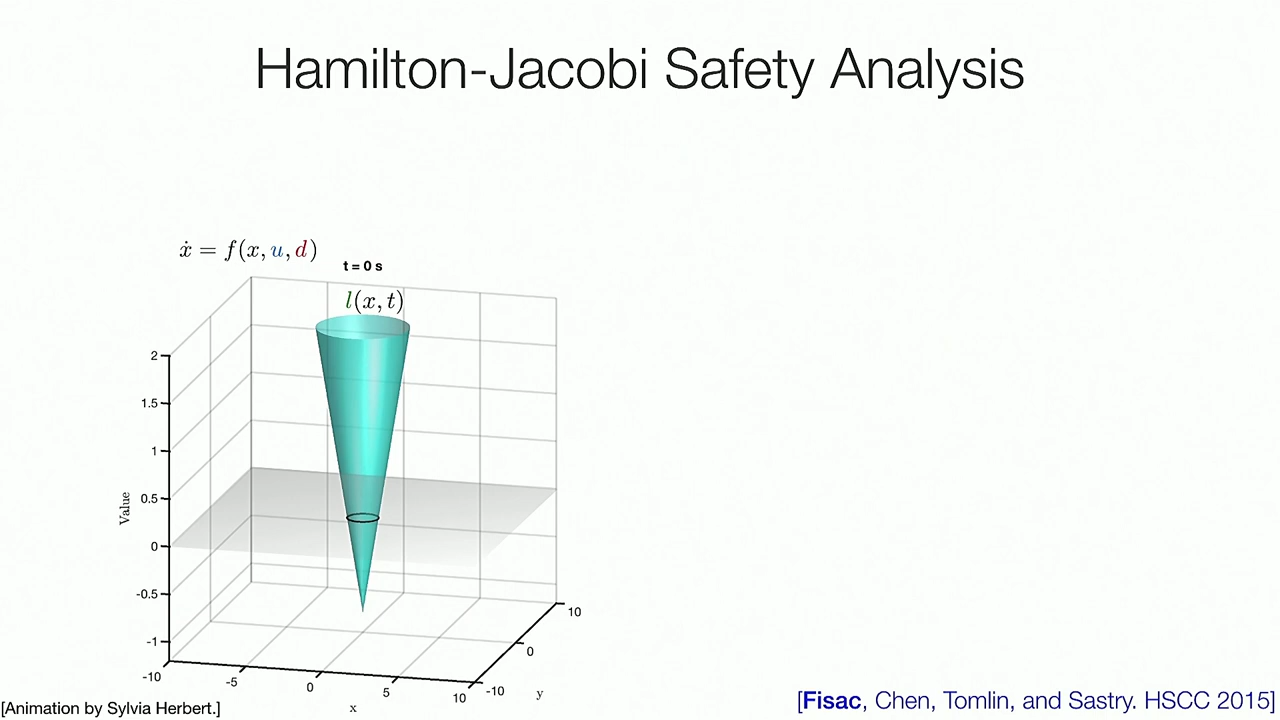 Hamilton-Jacobi Safety Analysis
ẋ = f(x, u, d)
t = 0 s
l(x, t)
2
1.5
1
0.5
0
-0.5
-1
Value
-10
-5
0
5
10
x
-10
0
10
y
[Animation by Sylvia Herbert.]
[Fisac, Chen, Tomlin, and Sastry. HSCC 2015]